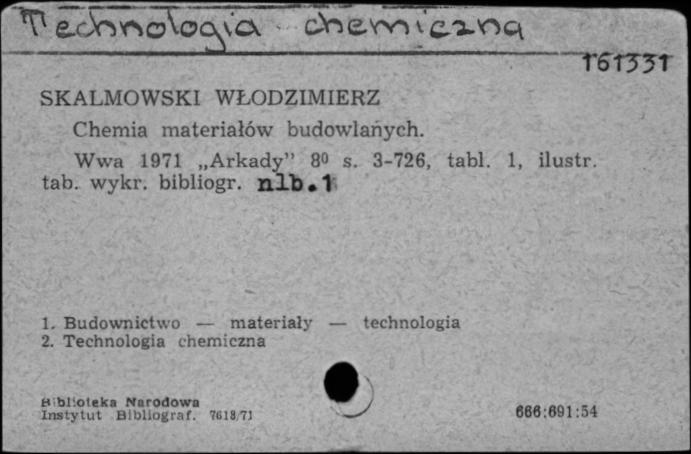 Technologia chemiczna
161331
SKALMOWSKI WŁODZIMIERZ
Chemia materiałów budowlanych.
Wwa 1971 „Arkady” 8⁰ s. 3-726, tabl. 1, ilustr.
tab. wykr. bibliogr. nlb.1
1. Budownictwo — materiały — technologia
2. Technologia chemiczna
Biblioteka Narodowa
Instytut Bibliograf. 7618/71
666:691:54